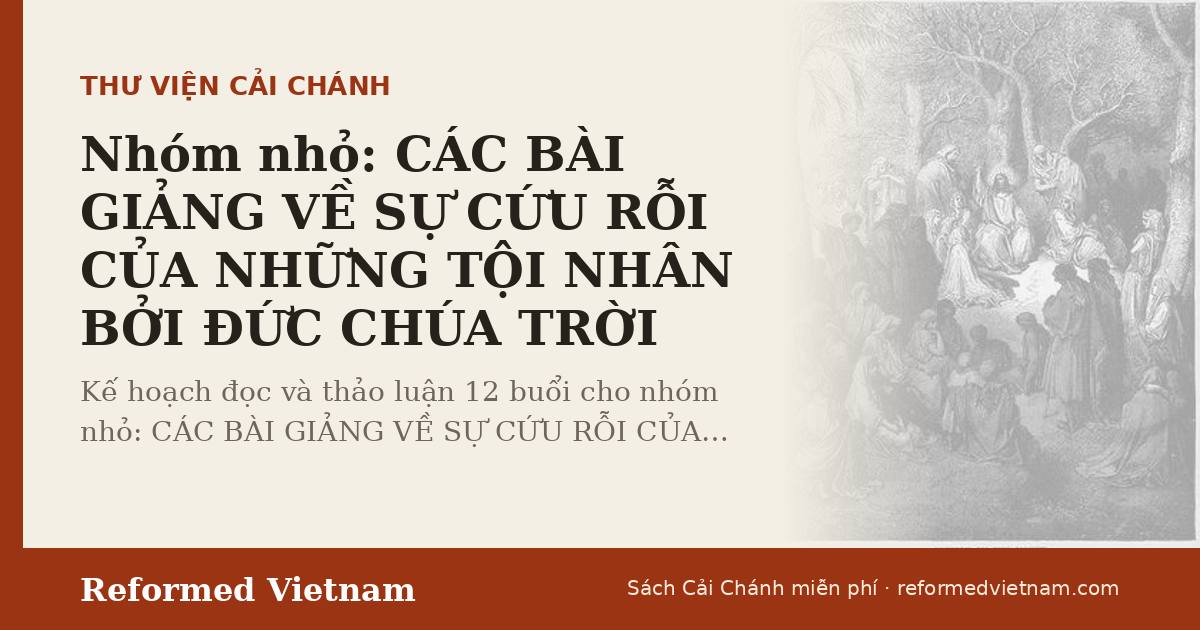 THƯ VIỆN CẢI CHÁNH
Nhóm nhỏ: CÁC BÀI
GIẢNG VỀ SỰ CỨU RỖI
CỦA NHỮNG TỘI NHÂN
BỞI ĐỨC CHÚA TRỜI
Kế hoạch đọc và thảo luận 12 buổi cho nhóm
nhỏ: CÁC BÀI GIẢNG VỀ SỰ CỨU RỖI CỦA...
Reformed Vietnam
Sách Cải Chánh miễn phí · reformedvietnam.com